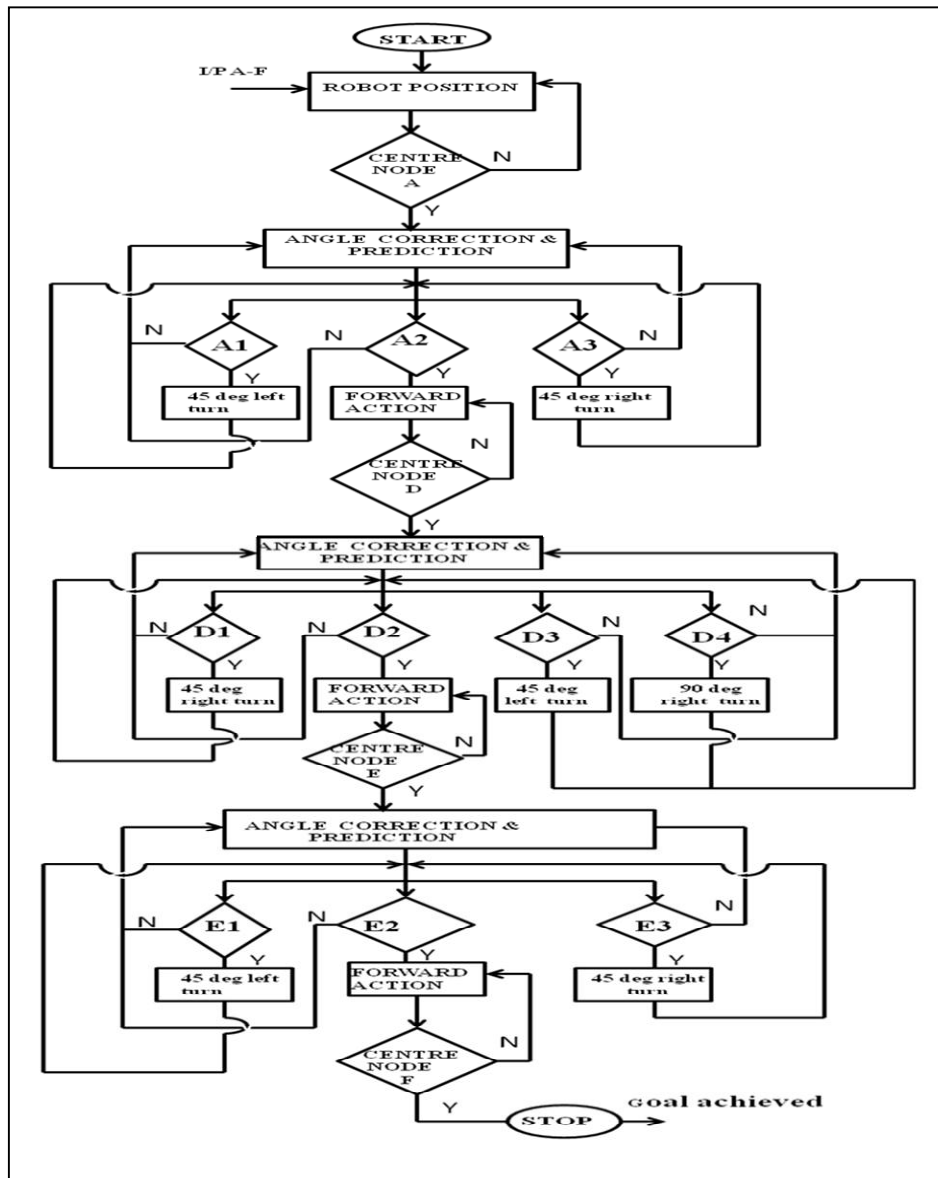 START
I/P A-F
ROBOT POSITION
CENTRE
NODE
A
N
Y
ANGLE CORRECTION &
PREDICTION
N
A1
N
A2
A3
N
Y
Y
Y
45 deg left
turn
FORWARD
ACTION
45 deg right
turn
N
CENTRE
NODE
D
Y
ANGLE CORRECTION &
PREDICTION
N
D1
N
D2
D3
N
D4
N
Y
Y
Y
Y
45 deg
right turn
FORWARD
ACTION
45 deg
left turn
90 deg
right turn
CENTRE
NODE
E
N
Y
ANGLE CORRECTION &
PREDICTION
N
E1
N
E2
E3
N
Y
Y
Y
45 deg left
turn
FORWARD
ACTION
45 deg right
turn
N
CENTRE
NODE
F
Y
STOP
Goal achieved